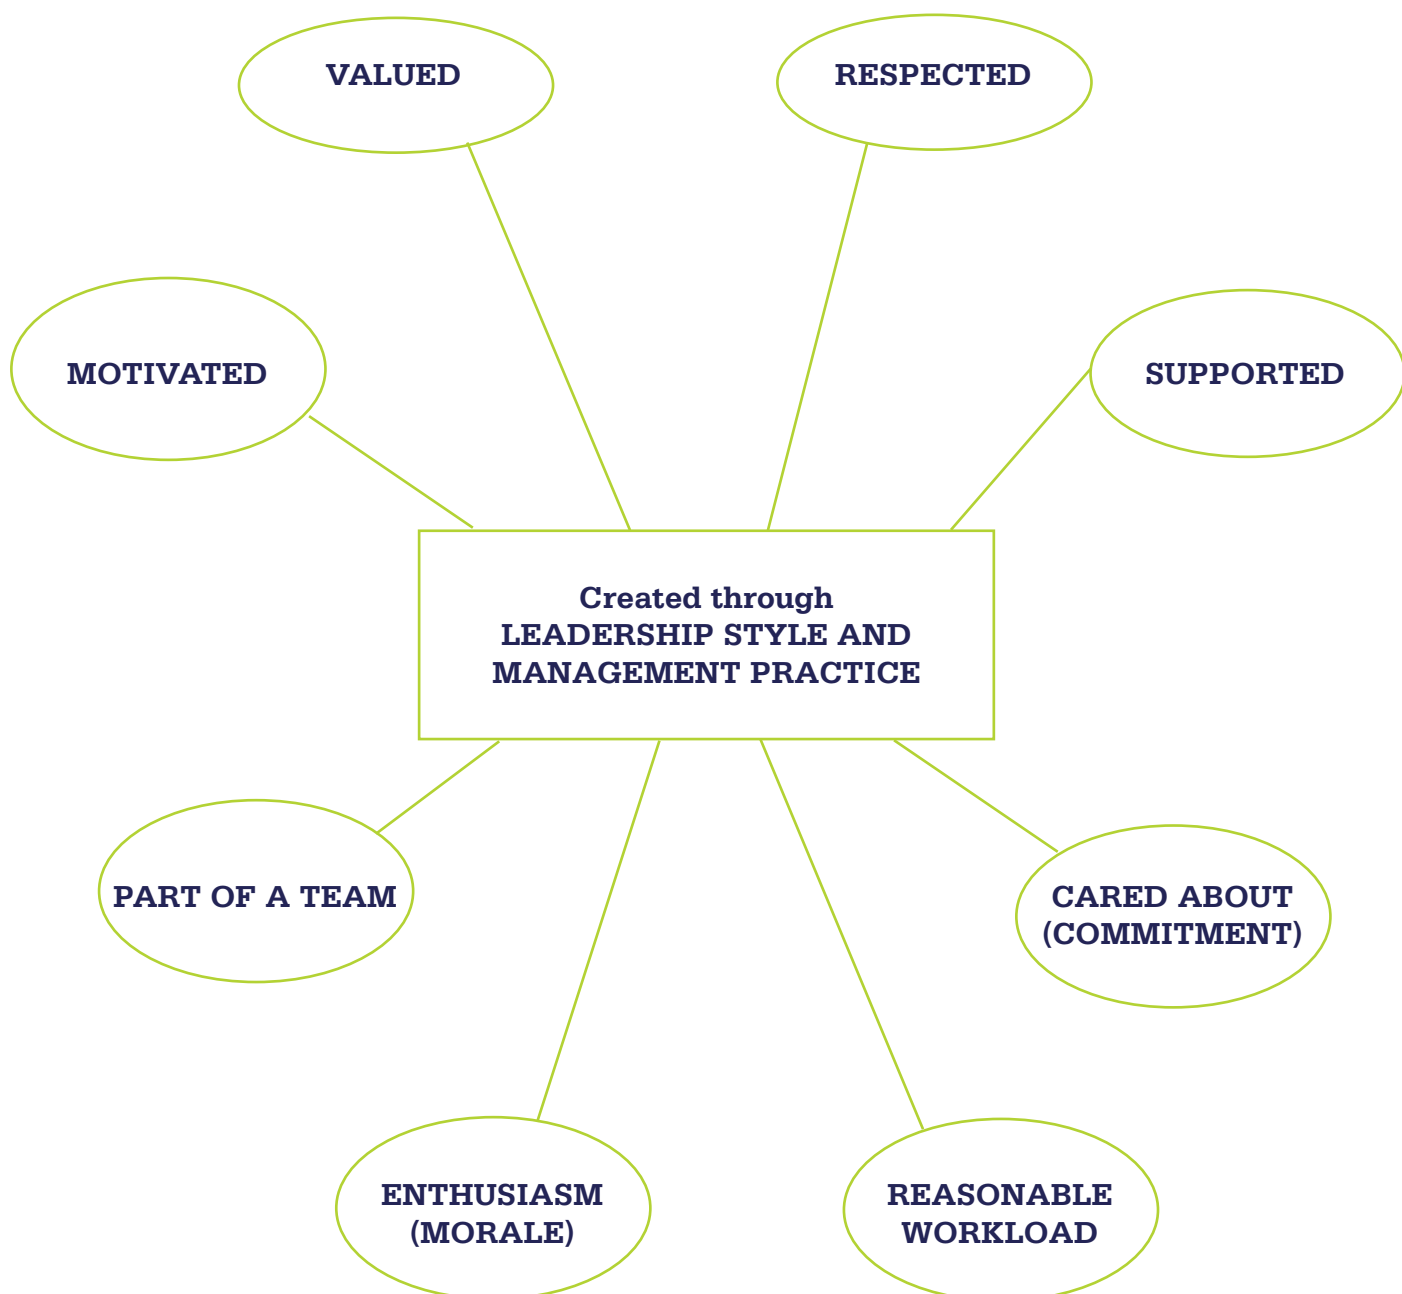 VALUED
RESPECTED
MOTIVATED
SUPPORTED
Created through
LEADERSHIP STYLE AND
MANAGEMENT PRACTICE
PART OF A TEAM
CARED ABOUT
(COMMITMENT)
ENTHUSIASM
(MORALE)
REASONABLE
WORKLOAD